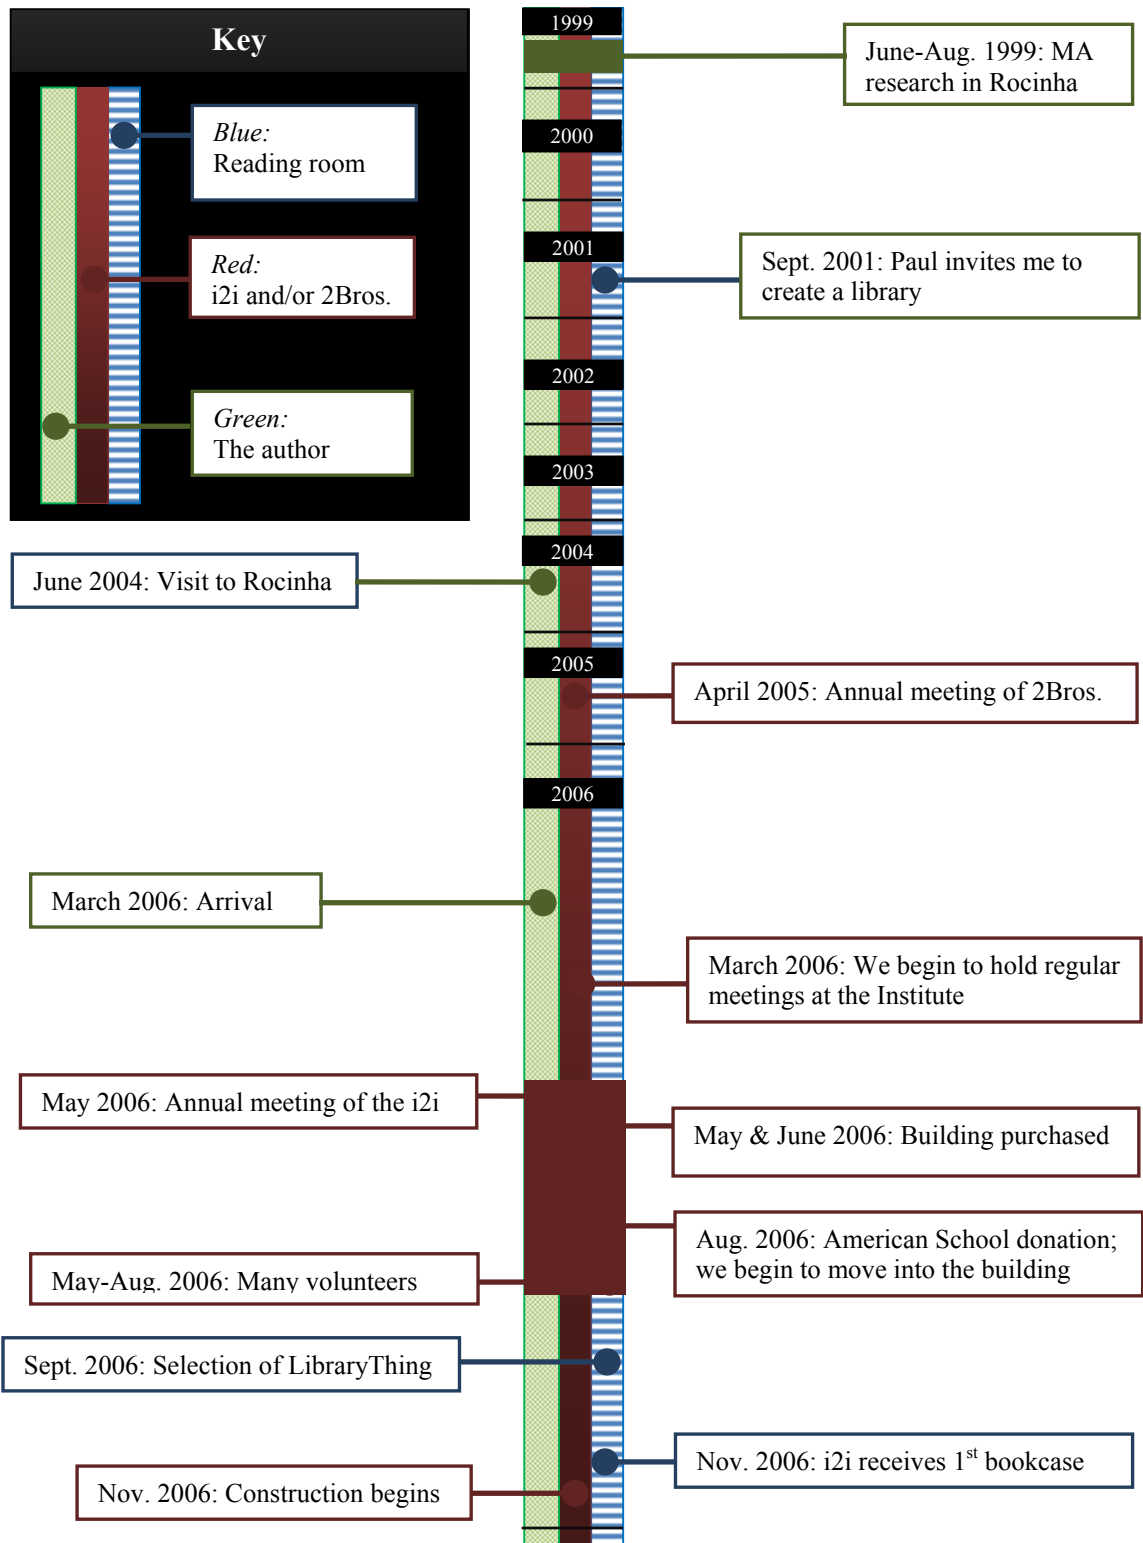 Key
Blue:
Reading room
Red:
i2i and/or 2Bros.
Green:
The author
1999
June-Aug. 1999: MA
research in Rocinha
2000
2001
Sept. 2001: Paul invites me to
create a library
2002
2003
2004
June 2004: Visit to Rocinha
2005
April 2005: Annual meeting of 2Bros.
2006
March 2006: Arrival
March 2006: We begin to hold regular
meetings at the Institute
May 2006: Annual meeting of the i2i
May & June 2006: Building purchased
Aug. 2006: American School donation;
we begin to move into the building
May-Aug. 2006: Many volunteers
Sept. 2006: Selection of LibraryThing
Nov. 2006: i2i receives 1st bookcase
Nov. 2006: Construction begins